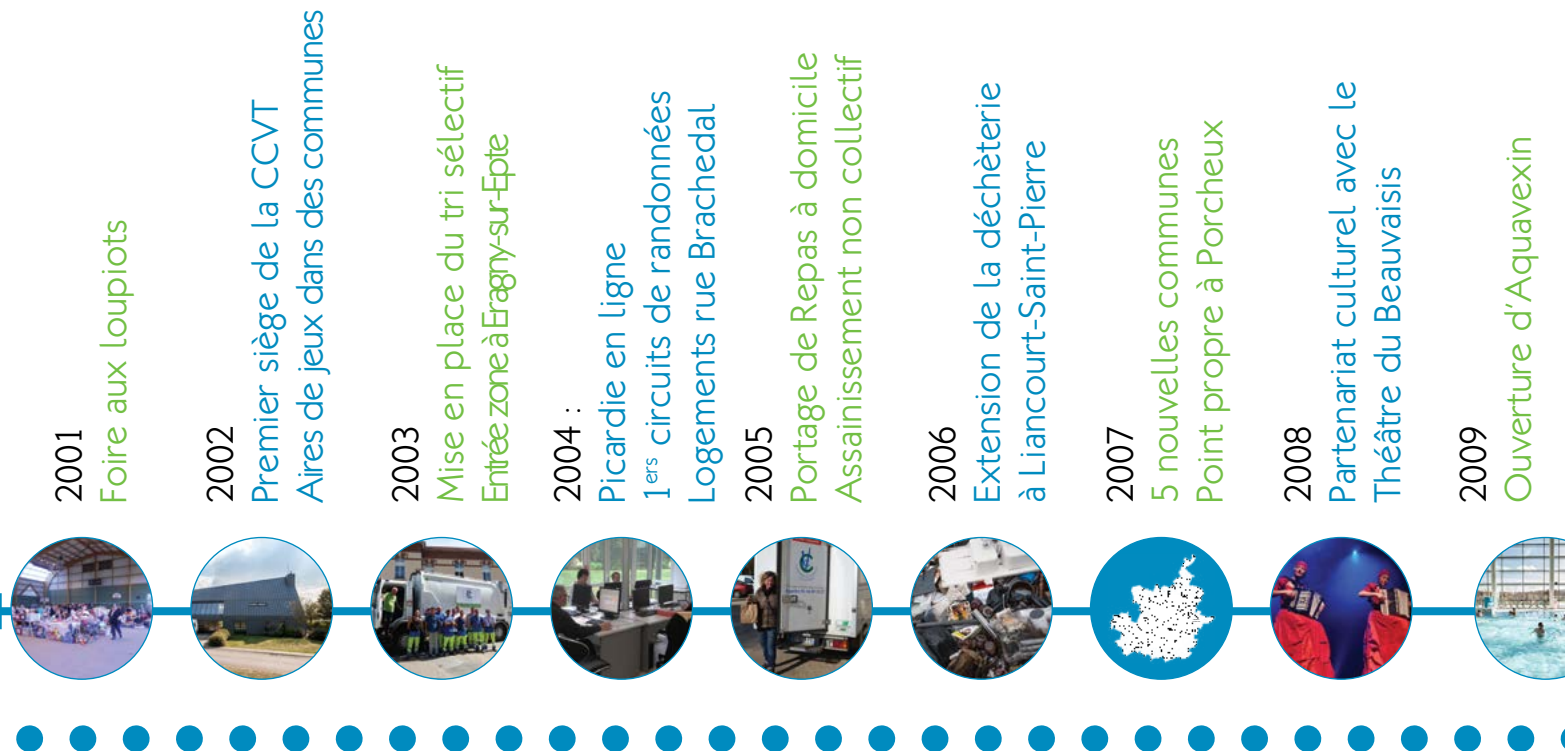 2001
Foire aux loupiots
2002
Premier siège de la CCVT
Aires de jeux dans des communes
2003
Mise en place du tri sélectif
Entrée zone à Eragny-sur-Epte
2004 :
Picardie en ligne
1ers circuits de randonnées
Logements rue Brachedal
2005
Portage de Repas à domicile
Assainissement non collectif
2006
Extension de la déchèterie
à Liancourt-Saint-Pierre
2007
5 nouvelles communes
Point propre à Porcheux
2008
Partenariat culturel avec le
Théâtre du Beauvaisis
2009
Ouverture d'Aquavexin